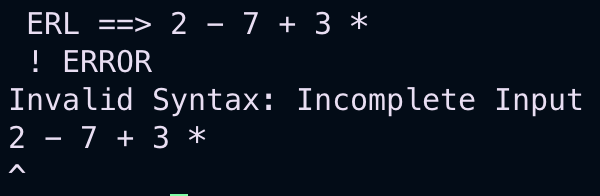 ERL ==> 2 − 7 + 3 *
! ERROR
Invalid Syntax: Incomplete Input
2 − 7 + 3 *
^